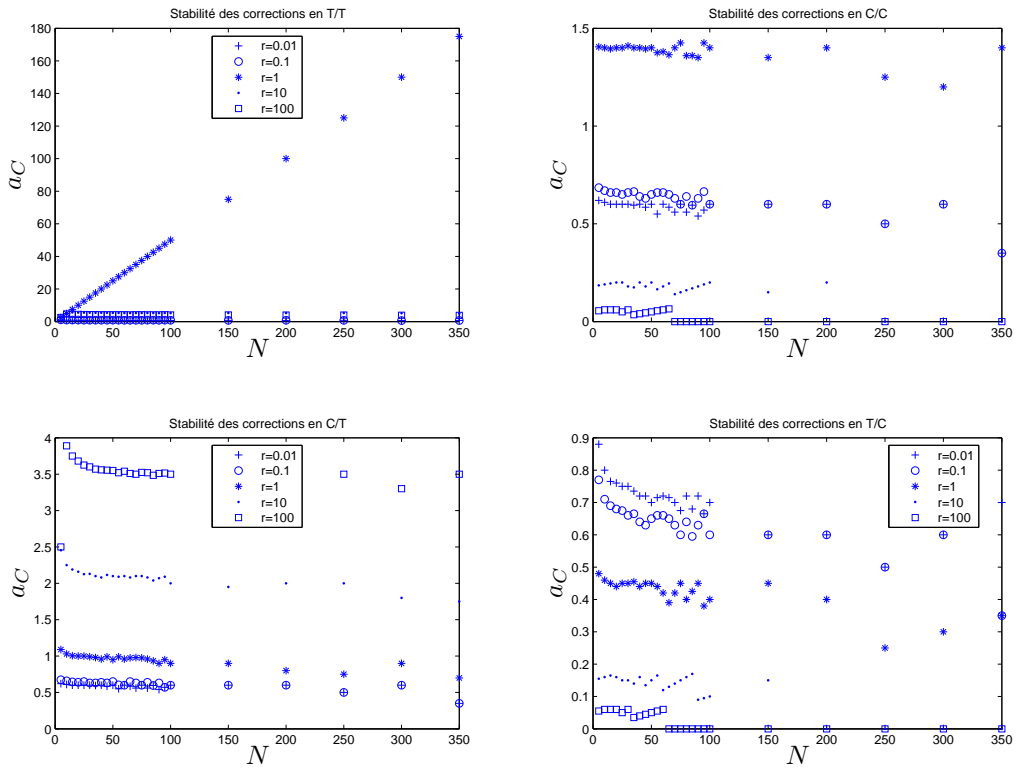 Stabilité des corrections en T/T
180
160
140
120
100
80
60
40
20
0
a_C
r=0.01
r=0.1
r=1
r=10
r=100
0 50 100 150 200 250 300 350
N
Stabilité des corrections en C/C
1.5
1
0.5
0
a_C
0 50 100 150 200 250 300 350
N
Stabilité des corrections en C/T
4
3.5
3
2.5
2
1.5
1
0.5
0
a_C
r=0.01
r=0.1
r=1
r=10
r=100
0 50 100 150 200 250 300 350
N
Stabilité des corrections en T/C
0.9
0.8
0.7
0.6
0.5
0.4
0.3
0.2
0.1
0
a_C
r=0.01
r=0.1
r=1
r=10
r=100
0 50 100 150 200 250 300 350
N